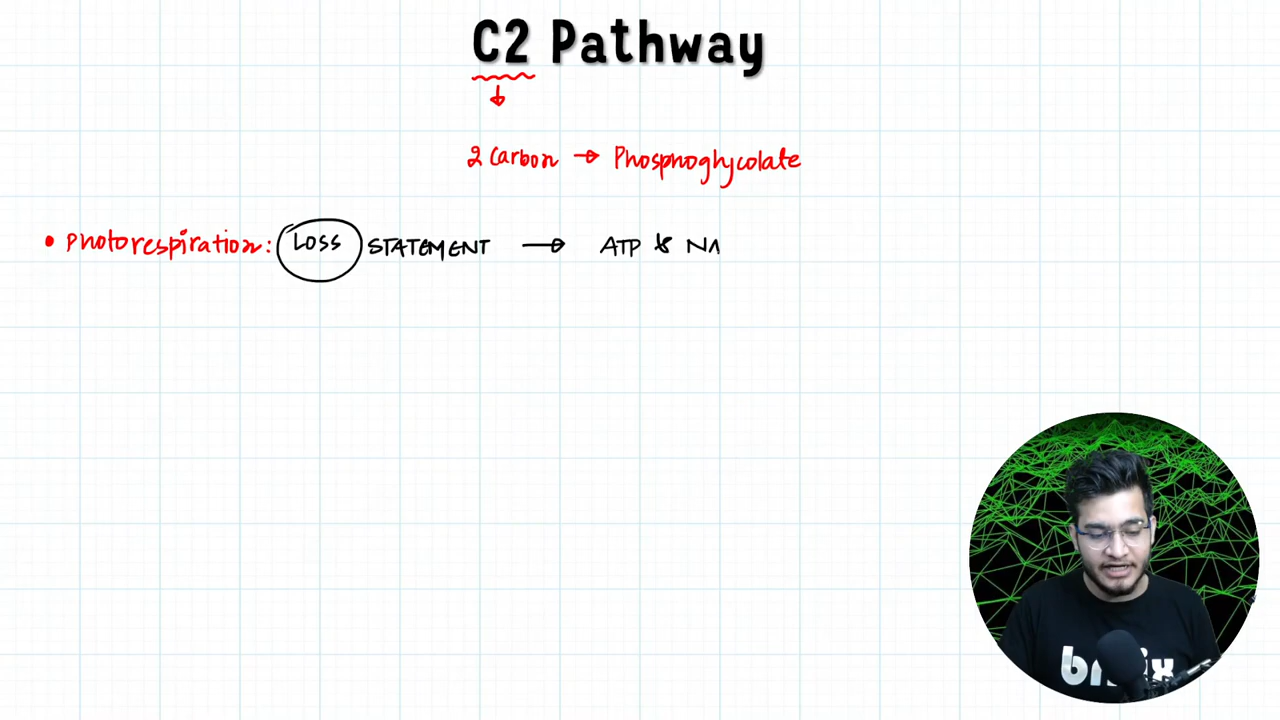 C2 Pathway
2 Carbon → Phosphoglycolate
• Photorespiration: Loss STATEMENT → ATP & NA